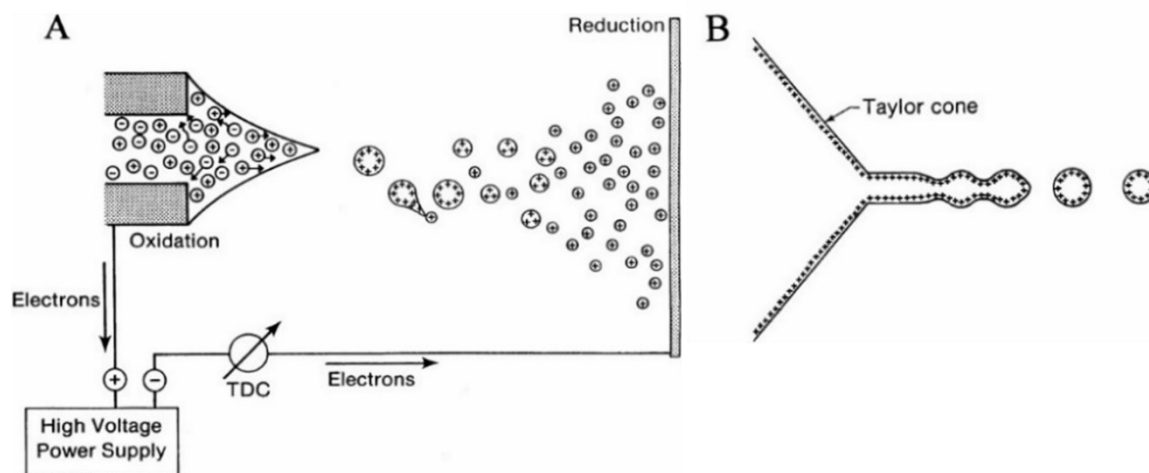 A
Reduction
B
Taylor cone
Oxidation
Electrons
TDC
Electrons
High Voltage
Power Supply